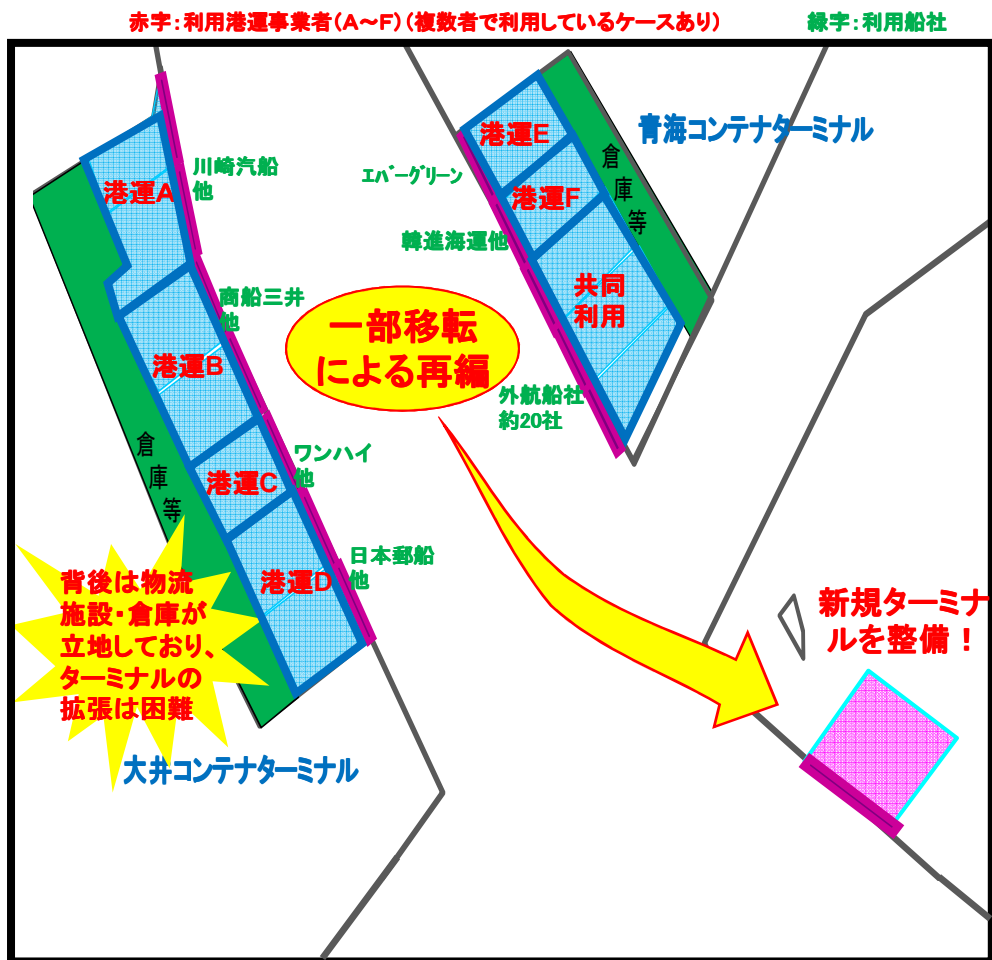 赤字：利用港運事業者（A～F）（複数者で利用しているケースあり）
緑字：利用船社
青海コンテナターミナル
港運E
港運F
共同
利用
倉庫等
エバーグリーン
韓進海運他
外航船社
約20社
港運A
港運B
港運C
港運D
川崎汽船
他
商船三井
他
ワンハイ
他
日本郵船
他
倉庫等
一部移転
による再編
背後は物流
施設・倉庫が
立地しており、
ターミナルの
拡張は困難
大井コンテナターミナル
新規ターミナ
ルを整備！